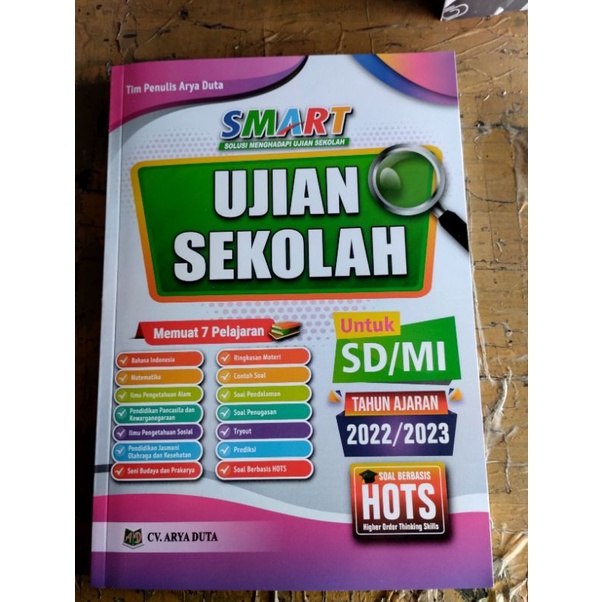 Tim Penulis Arya Duta
SMART
SOLUSI MENGHADAPI UJIAN SEKOLAH
UJIAN
SEKOLAH
Memuat 7 Pelajaran
Bahasa Indonesia
Matematika
Ilmu Pengetahuan Alam
Pendidikan Pancasila dan
Kewarganegaraan
Ilmu Pengetahuan Sosial
Pendidikan Jasmani
Olahraga dan Kesehatan
Seni Budaya dan Prakarya
Ringkasan Materi
Contoh Soal
Soal Pendalaman
Soal Penugasan
Tryout
Prediksi
Soal Berbasis HOTS
Untuk
SD/MI
TAHUN AJARAN
2022/2023
SOAL BERBASIS
HOTS
Higher Order Thinking Skills
CV. ARYA DUTA